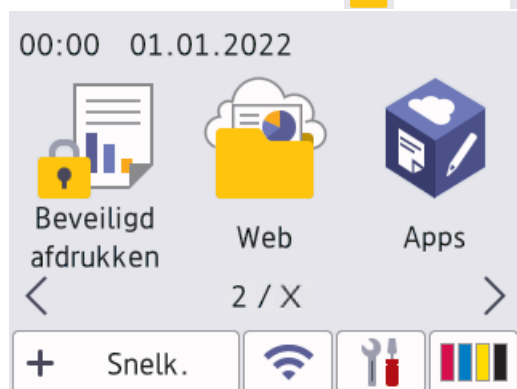 00:00 01.01.2022
Beveiligd
afdrukken
Web
Apps
2 / X
+ Snelk.